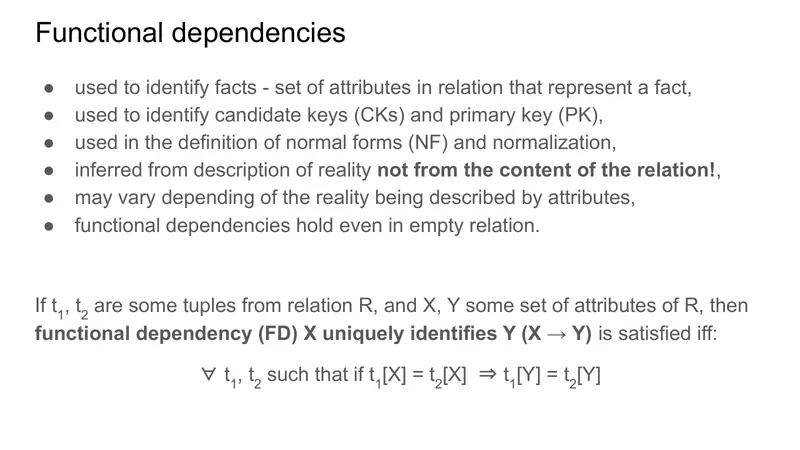 Functional dependencies
● used to identify facts - set of attributes in relation that represent a fact,
● used to identify candidate keys (CKs) and primary key (PK),
● used in the definition of normal forms (NF) and normalization,
● inferred from description of reality not from the content of the relation!,
● may vary depending of the reality being described by attributes,
● functional dependencies hold even in empty relation.
If t₁, t₂ are some tuples from relation R, and X, Y some set of attributes of R, then
functional dependency (FD) X uniquely identifies Y (X → Y) is satisfied iff:
∀ t₁, t₂ such that if t₁[X] = t₂[X] ⇒ t₁[Y] = t₂[Y]